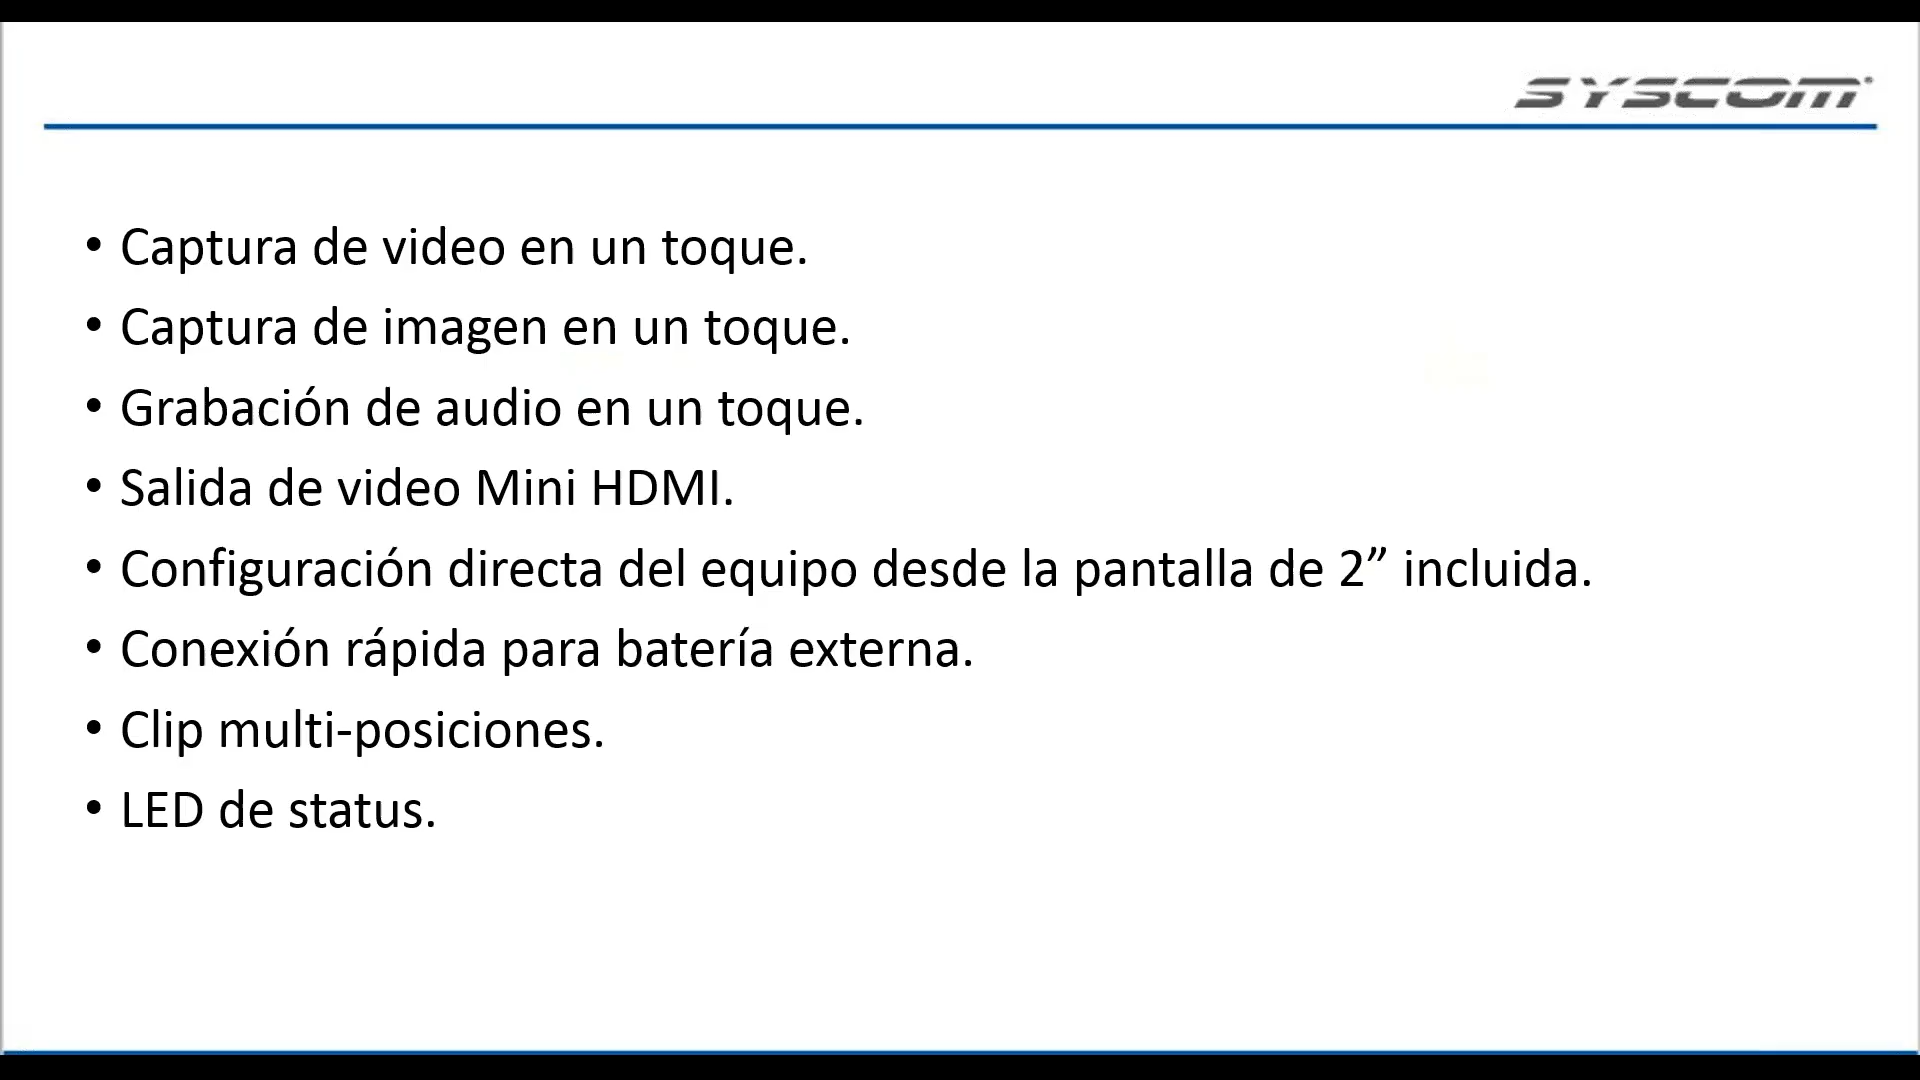 SYSCOM®
• Captura de video en un toque.
• Captura de imagen en un toque.
• Grabación de audio en un toque.
• Salida de video Mini HDMI.
• Configuración directa del equipo desde la pantalla de 2” incluida.
• Conexión rápida para batería externa.
• Clip multi-posiciones.
• LED de status.